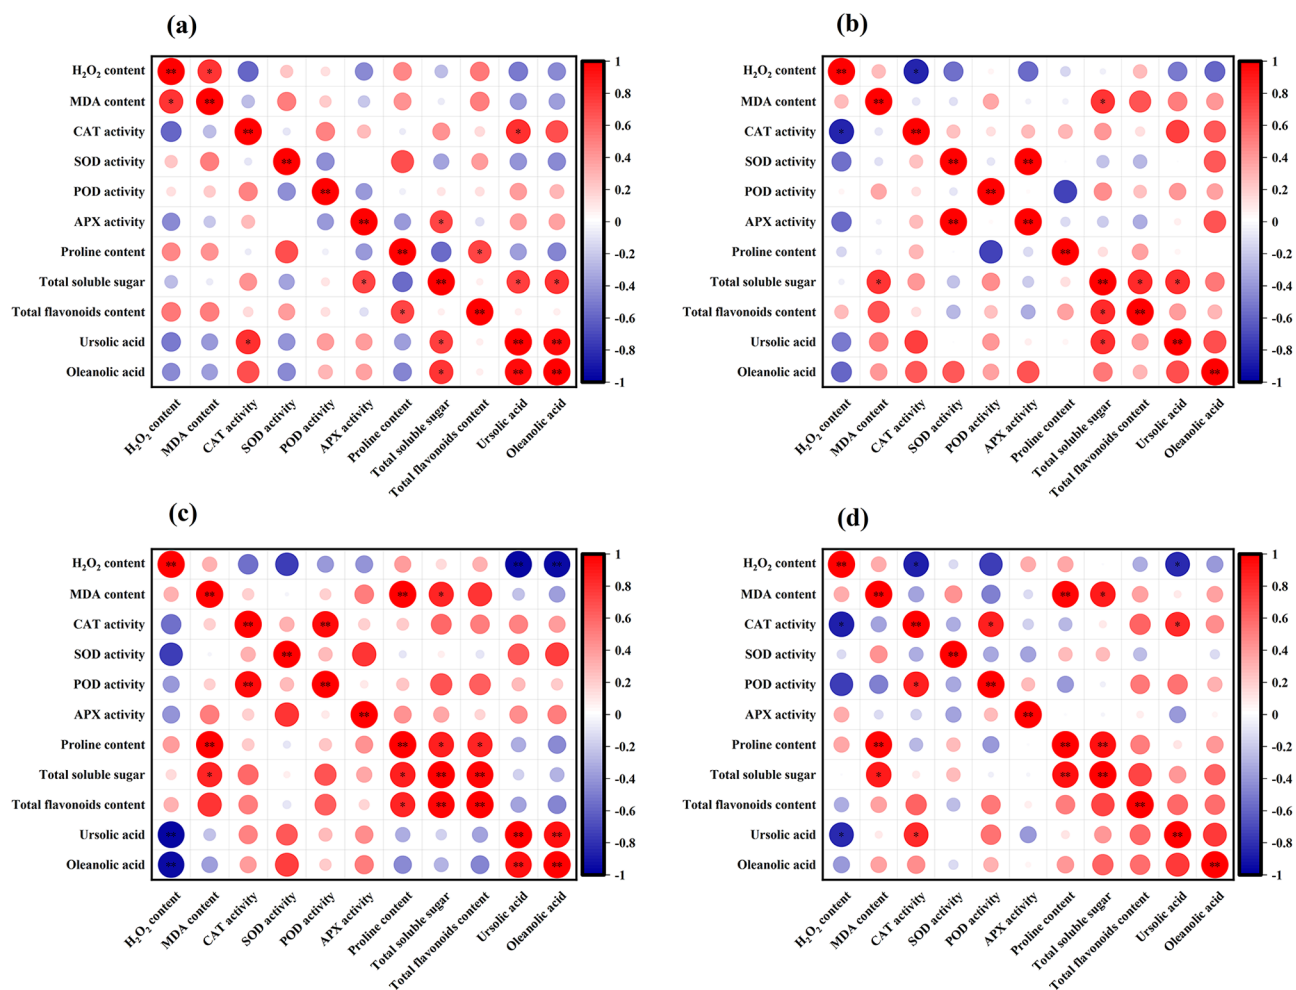 (a)
H₂O₂ content ** *
MDA content * **
CAT activity ** *
SOD activity **
POD activity **
APX activity ** *
Proline content ** *
Total soluble sugar * ** * *
Total flavonoids content * **
Ursolic acid * * ** **
Oleanolic acid * ** **
1
0.8
0.6
0.4
0.2
0
-0.2
-0.4
-0.6
-0.8
-1
H₂O₂ content
MDA content
CAT activity
SOD activity
POD activity
APX activity
Proline content
Total soluble sugar
Total flavonoids content
Ursolic acid
Oleanolic acid
(b)
H₂O₂ content ** *
MDA content ** *
CAT activity * **
SOD activity ** **
POD activity **
APX activity ** **
Proline content **
Total soluble sugar * ** * *
Total flavonoids content * **
Ursolic acid * **
Oleanolic acid **
1
0.8
0.6
0.4
0.2
0
-0.2
-0.4
-0.6
-0.8
-1
H₂O₂ content
MDA content
CAT activity
SOD activity
POD activity
APX activity
Proline content
Total soluble sugar
Total flavonoids content
Ursolic acid
Oleanolic acid
(c)
H₂O₂ content ** ** **
MDA content ** ** *
CAT activity ** **
SOD activity **
POD activity ** **
APX activity **
Proline content ** ** * *
Total soluble sugar * * ** **
Total flavonoids content * ** **
Ursolic acid ** ** **
Oleanolic acid ** ** **
1
0.8
0.6
0.4
0.2
0
-0.2
-0.4
-0.6
-0.8
-1
H₂O₂ content
MDA content
CAT activity
SOD activity
POD activity
APX activity
Proline content
Total soluble sugar
Total flavonoids content
Ursolic acid
Oleanolic acid
(d)
H₂O₂ content ** * *
MDA content ** ** *
CAT activity * ** * *
SOD activity **
POD activity * **
APX activity **
Proline content ** ** **
Total soluble sugar * ** **
Total flavonoids content **
Ursolic acid * * **
Oleanolic acid **
1
0.8
0.6
0.4
0.2
0
-0.2
-0.4
-0.6
-0.8
-1
H₂O₂ content
MDA content
CAT activity
SOD activity
POD activity
APX activity
Proline content
Total soluble sugar
Total flavonoids content
Ursolic acid
Oleanolic acid